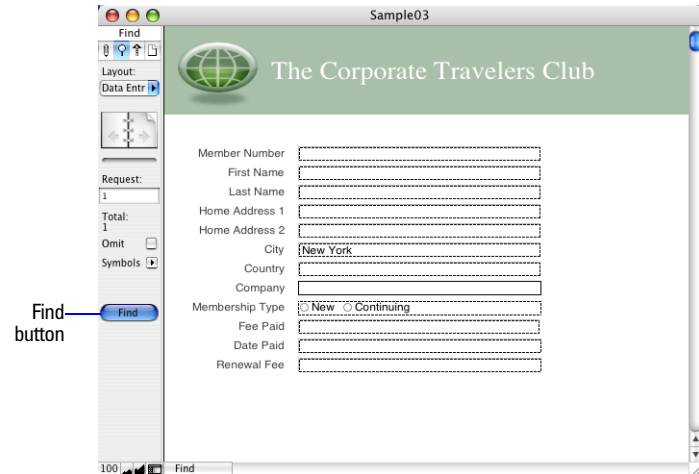 Sample03
Find
Layout:
Data Entr
Request:
1
Total:
1
Omit
Symbols
Find
Find
button
The Corporate Travelers Club
Member Number
First Name
Last Name
Home Address 1
Home Address 2
City New York
Country
Company
Membership Type New Continuing
Fee Paid
Date Paid
Renewal Fee
100 Find